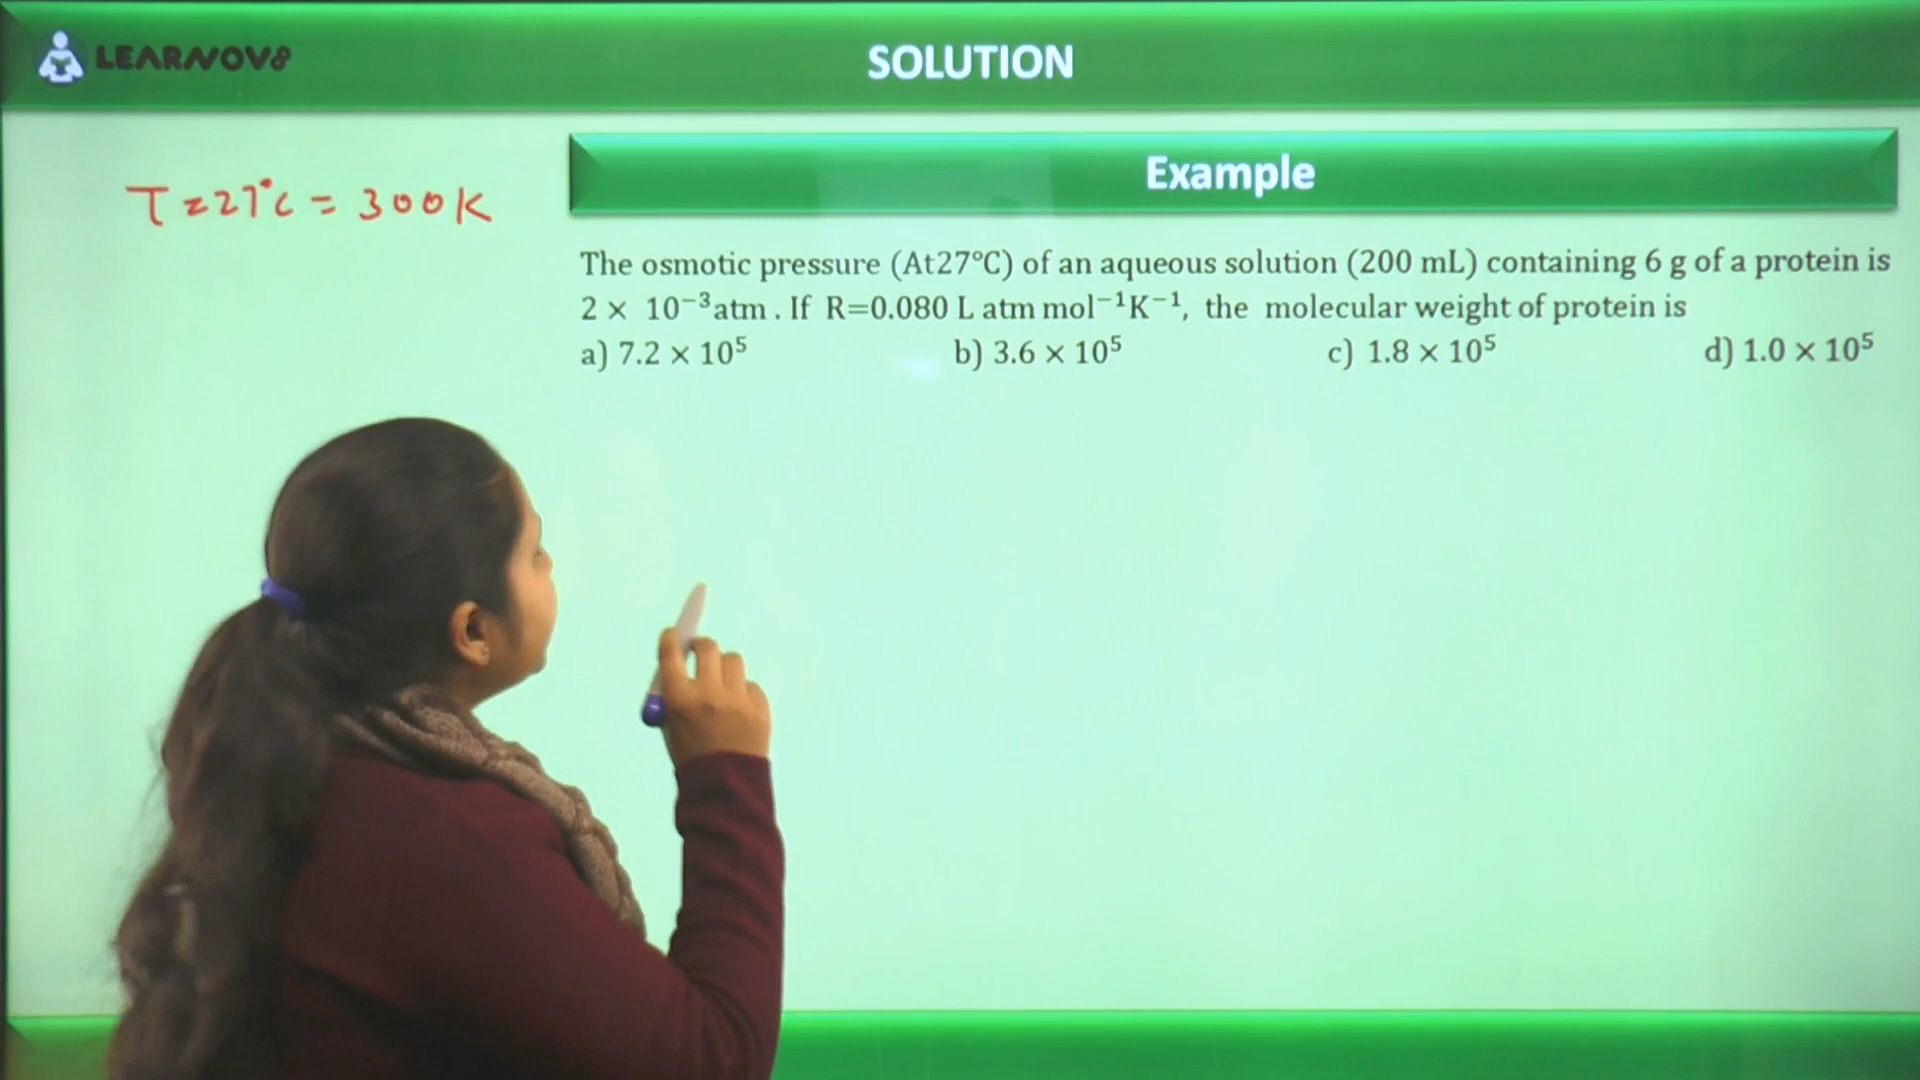 LEARNOV8
SOLUTION
Example
T = 27°C = 300K
The osmotic pressure (At27°C) of an aqueous solution (200 mL) containing 6 g of a protein is
2 × 10⁻³atm . If R=0.080 L atm mol⁻¹K⁻¹, the molecular weight of protein is
a) 7.2 × 10⁵ b) 3.6 × 10⁵ c) 1.8 × 10⁵ d) 1.0 × 10⁵